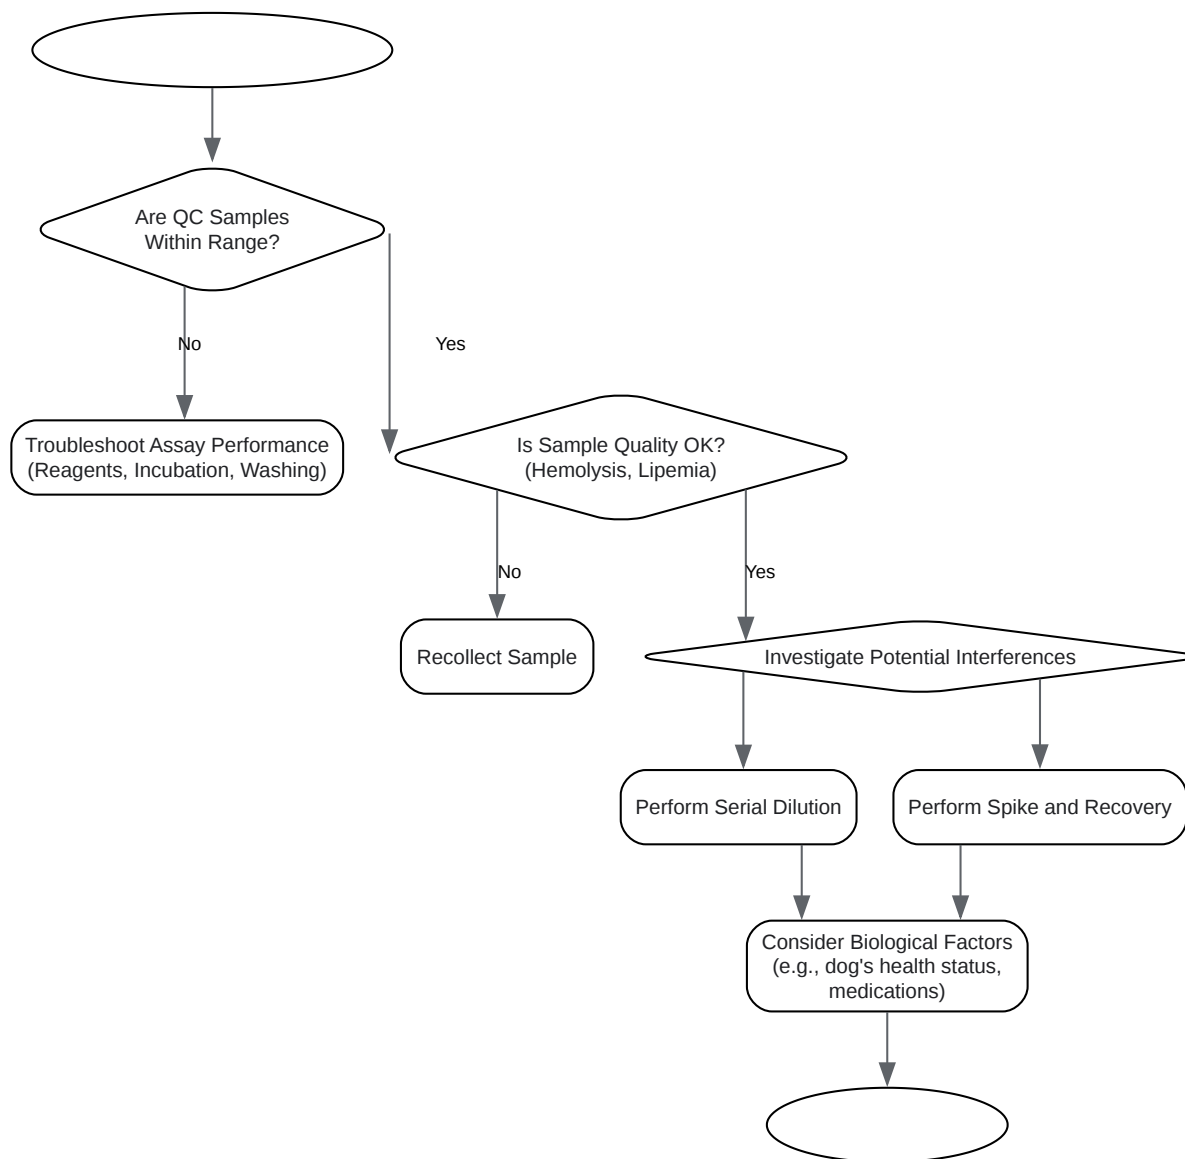 Are QC Samples
Within Range?
No
Yes
Troubleshoot Assay Performance
(Reagents, Incubation, Washing)
Is Sample Quality OK?
(Hemolysis, Lipemia)
No
Yes
Recollect Sample
Investigate Potential Interferences
Perform Serial Dilution
Perform Spike and Recovery
Consider Biological Factors
(e.g., dog's health status,
medications)